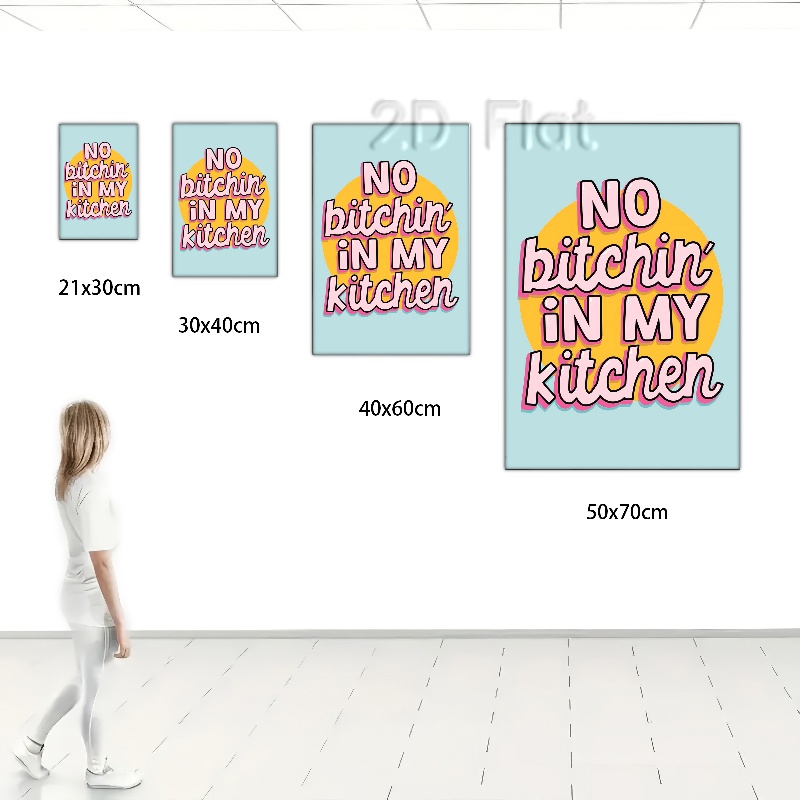 2D Flat
NO
bitchin'
iN MY
kitchen
21x30cm
NO
bitchin'
iN MY
kitchen
30x40cm
NO
bitchin'
iN MY
kitchen
40x60cm
NO
bitchin'
iN MY
kitchen
50x70cm